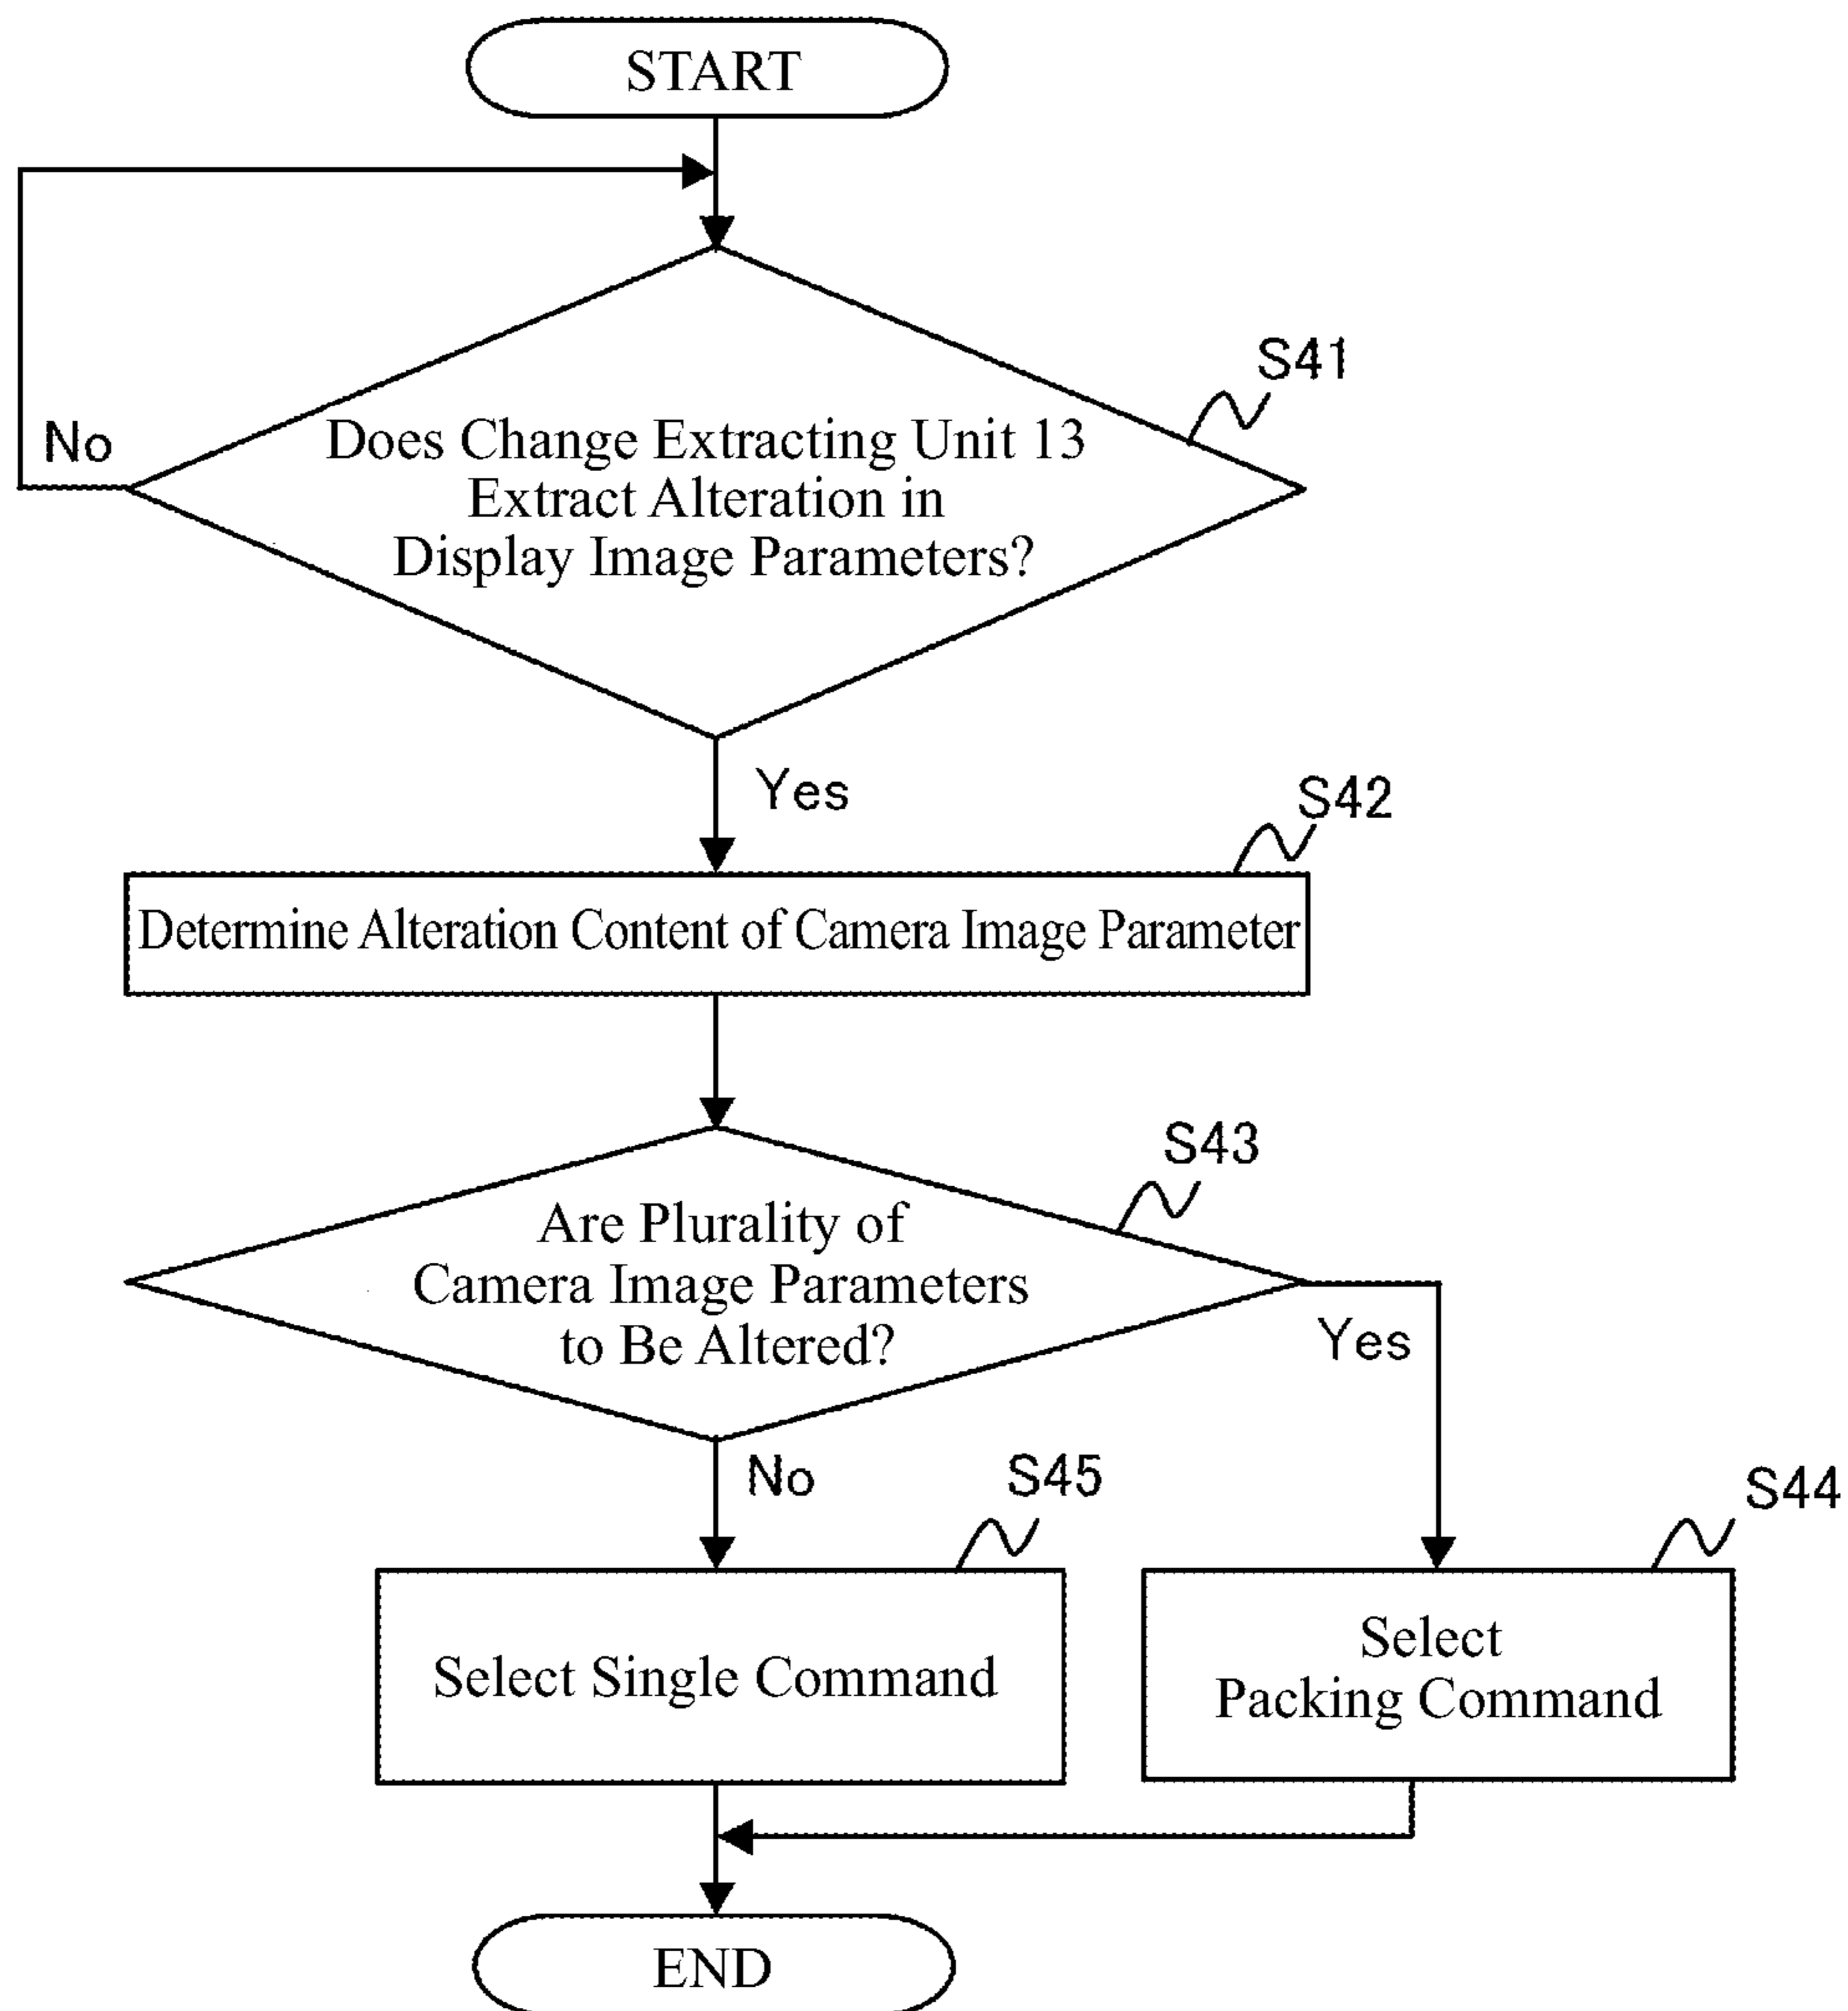 START
S41
No
Does Change Extracting Unit 13
Extract Alteration in
Display Image Parameters?
Yes
S42
Determine Alteration Content of Camera Image Parameter
S43
Are Plurality of
Camera Image Parameters
to Be Altered?
Yes
No
S45
S44
Select Single Command
Select
Packing Command
END